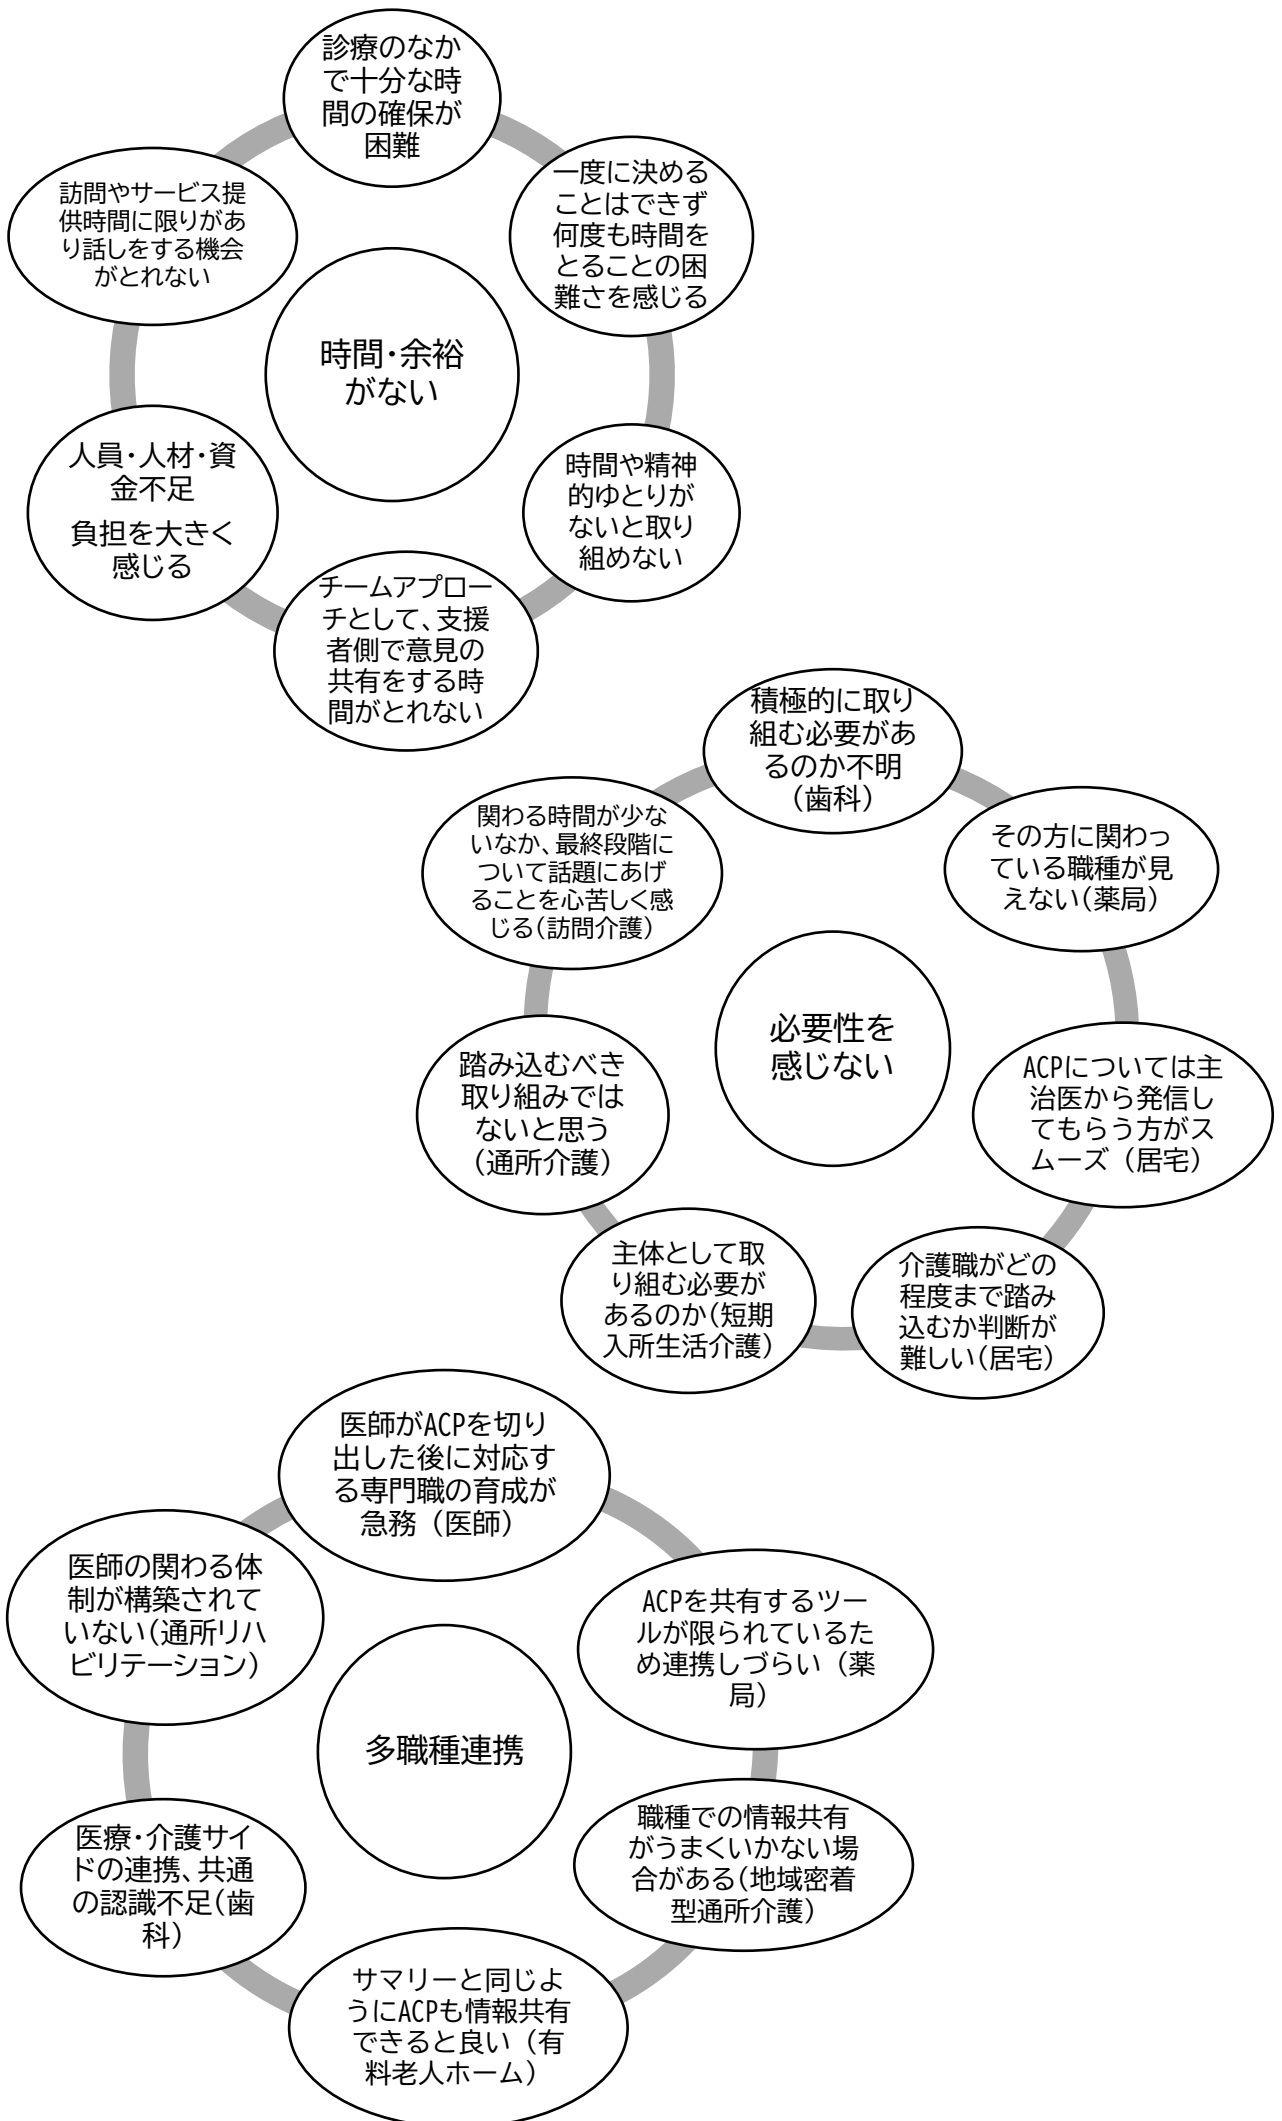 診療のなか
で十分な時
間の確保が
困難
一度に決める
ことはできず
何度も時間を
とることの困
難さを感じる
時間や精神
的ゆとりが
ないと取り
組めない
チームアプロー
チとして、支援
者側で意見の
共有をする時
間がとれない
人員・人材・資
金不足
負担を大きく
感じる
訪問やサービス提
供時間に限りがあ
り話しをする機会
がとれない
時間・余裕
がない
積極的に取り
組む必要があ
るのか不明
（歯科）
その方に関わっ
ている職種が見
えない（薬局）
ACPについては主
治医から発信し
てもらう方がス
ムーズ（居宅）
介護職がどの
程度まで踏み
込むか判断が
難しい（居宅）
主体として取
り組む必要が
あるのか（短期
入所生活介護）
踏み込むべき
取り組みでは
ないと思う
（通所介護）
関わる時間が少な
いなか、最終段階に
ついて話題にあげ
ることを心苦しく感
じる（訪問介護）
必要性を
感じない
医師がACPを切り
出した後に対応す
る専門職の育成が
急務（医師）
ACPを共有するツー
ルが限られているた
め連携しづらい（薬
局）
職種での情報共有
がうまくいかない場
合がある（地域密着
型通所介護）
サマリーと同じよ
うにACPも情報共有
できると良い（有
料老人ホーム）
医療・介護サイ
ドの連携、共通
の認識不足（歯
科）
医師の関わる体
制が構築されて
いない（通所リハ
ビリテーション）
多職種連携